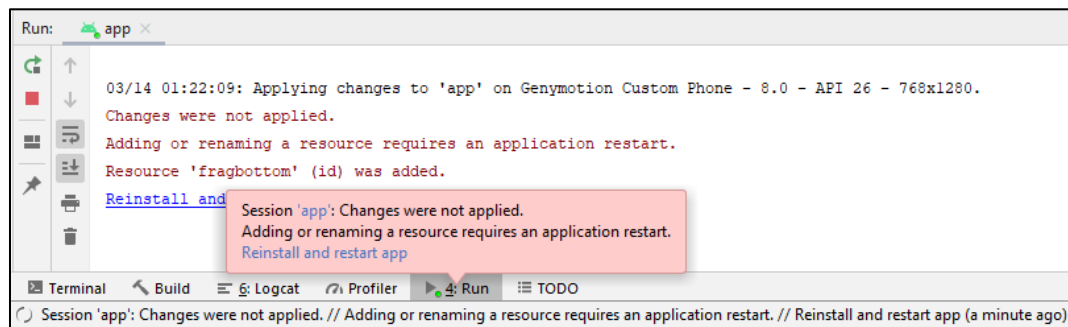 Run: app
03/14 01:22:09: Applying changes to 'app' on Genymotion Custom Phone - 8.0 - API 26 - 768x1280.
Changes were not applied.
Adding or renaming a resource requires an application restart.
Resource 'fragbottom' (id) was added.
Reinstall and
Session 'app': Changes were not applied.
Adding or renaming a resource requires an application restart.
Reinstall and restart app
Terminal Build 6: Logcat Profiler 4: Run TODO
Session 'app': Changes were not applied. // Adding or renaming a resource requires an application restart. // Reinstall and restart app (a minute ago)